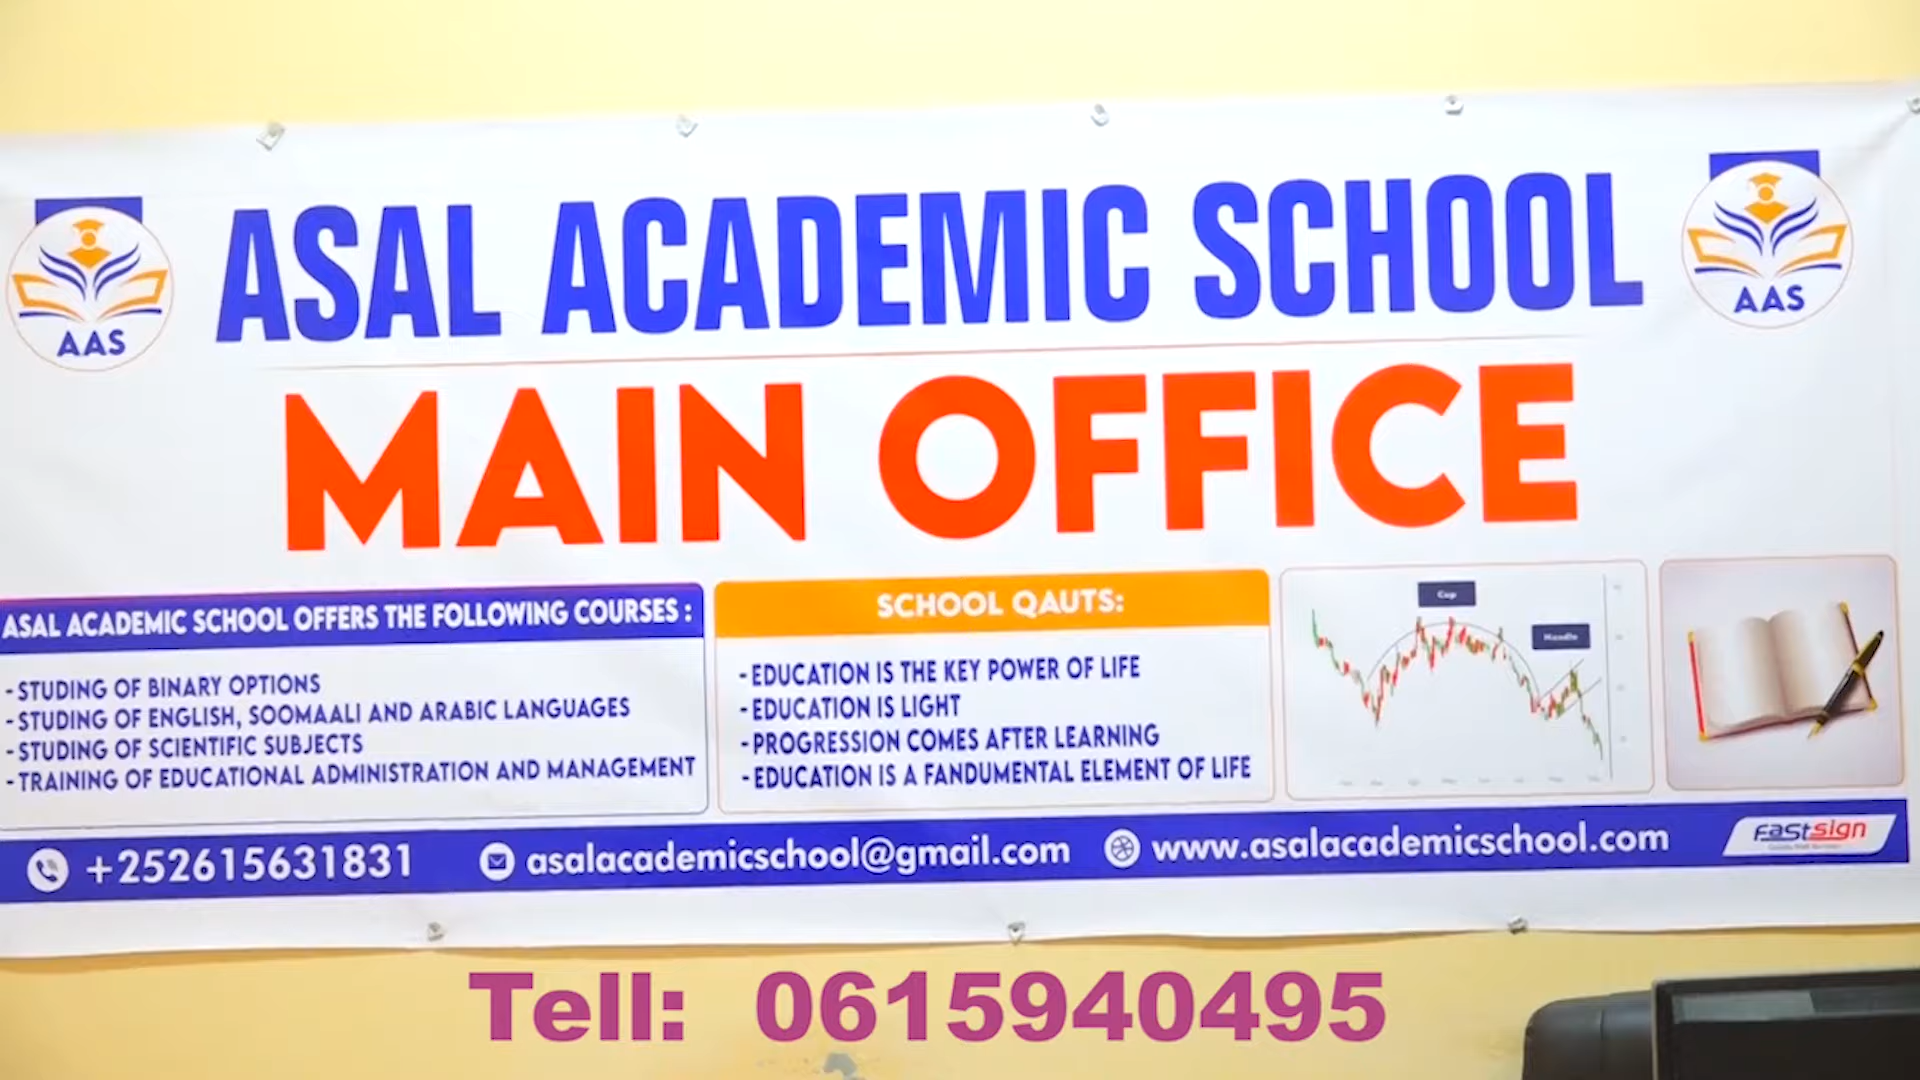 ASAL ACADEMIC SCHOOL
AAS
AAS
MAIN OFFICE
ASAL ACADEMIC SCHOOL OFFERS THE FOLLOWING COURSES :
- STUDING OF BINARY OPTIONS
- STUDING OF ENGLISH, SOOMAALI AND ARABIC LANGUAGES
- STUDING OF SCIENTIFIC SUBJECTS
- TRAINING OF EDUCATIONAL ADMINISTRATION AND MANAGEMENT
SCHOOL QAUTS:
- EDUCATION IS THE KEY POWER OF LIFE
- EDUCATION IS LIGHT
- PROGRESSION COMES AFTER LEARNING
- EDUCATION IS A FANDUMENTAL ELEMENT OF LIFE
Cup
Handle
+252615631831
asalacademicschool@gmail.com
www.asalacademicschool.com
Fastsign
Tell: 0615940495